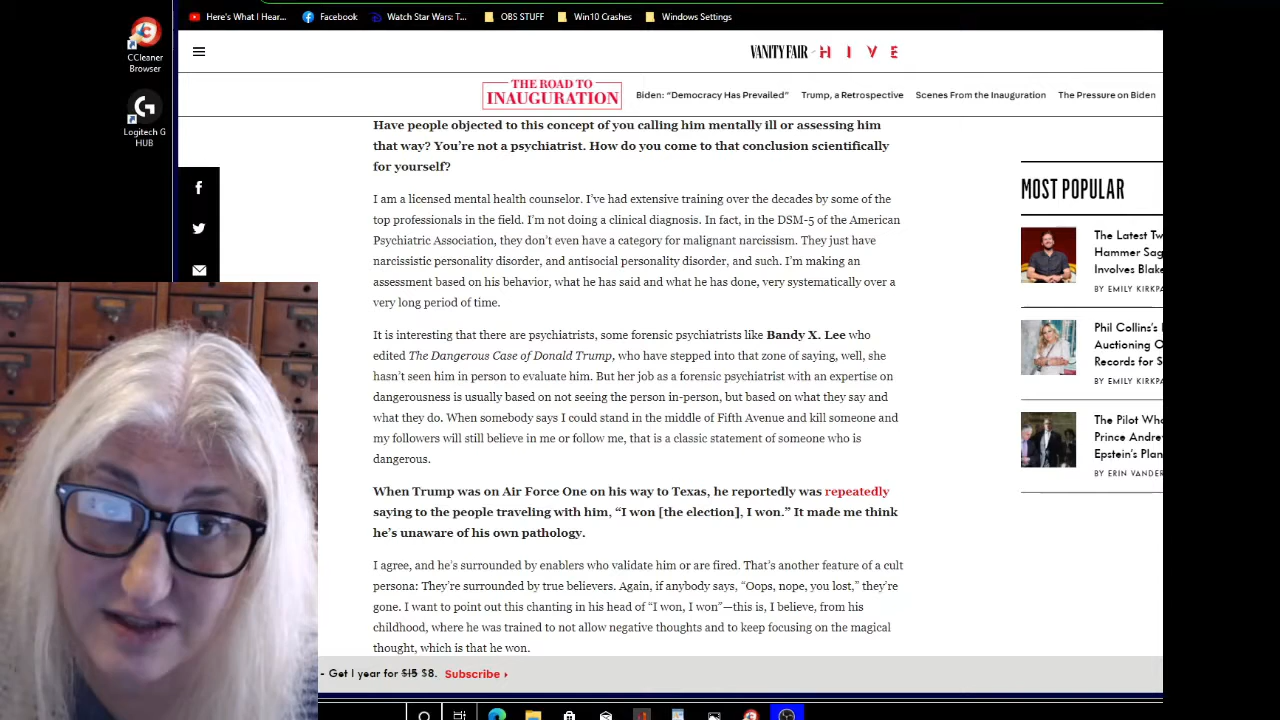 Here's What I Hear...
Facebook
Watch Star Wars: T...
OBS STUFF
Win10 Crashes
Windows Settings
CCleaner
Browser
Logitech G
HUB
VANITY FAIR HIVE
THE ROAD TO
INAUGURATION
Biden: “Democracy Has Prevailed”
Trump, a Retrospective
Scenes From the Inauguration
The Pressure on Biden
Have people objected to this concept of you calling him mentally ill or assessing him
that way? You’re not a psychiatrist. How do you come to that conclusion scientifically
for yourself?
I am a licensed mental health counselor. I’ve had extensive training over the decades by some of the
top professionals in the field. I’m not doing a clinical diagnosis. In fact, in the DSM-5 of the American
Psychiatric Association, they don’t even have a category for malignant narcissism. They just have
narcissistic personality disorder, and antisocial personality disorder, and such. I’m making an
assessment based on his behavior, what he has said and what he has done, very systematically over a
very long period of time.
It is interesting that there are psychiatrists, some forensic psychiatrists like Bandy X. Lee who
edited The Dangerous Case of Donald Trump, who have stepped into that zone of saying, well, she
hasn’t seen him in person to evaluate him. But her job as a forensic psychiatrist with an expertise on
dangerousness is usually based on not seeing the person in-person, but based on what they say and
what they do. When somebody says I could stand in the middle of Fifth Avenue and kill someone and
my followers will still believe in me or follow me, that is a classic statement of someone who is
dangerous.
When Trump was on Air Force One on his way to Texas, he reportedly was repeatedly
saying to the people traveling with him, “I won [the election], I won.” It made me think
he’s unaware of his own pathology.
I agree, and he’s surrounded by enablers who validate him or are fired. That’s another feature of a cult
persona: They’re surrounded by true believers. Again, if anybody says, “Oops, nope, you lost,” they’re
gone. I want to point out this chanting in his head of “I won, I won”—this is, I believe, from his
childhood, where he was trained to not allow negative thoughts and to keep focusing on the magical
thought, which is that he won.
MOST POPULAR
The Latest Tw
Hammer Sag
Involves Blake
BY EMILY KIRKPA
Phil Collins’s
Auctioning O
Records for $
BY EMILY KIRKPA
The Pilot Who
Prince Andre
Epstein’s Plan
BY ERIN VANDER
- Get 1 year for $15 $8. Subscribe ›